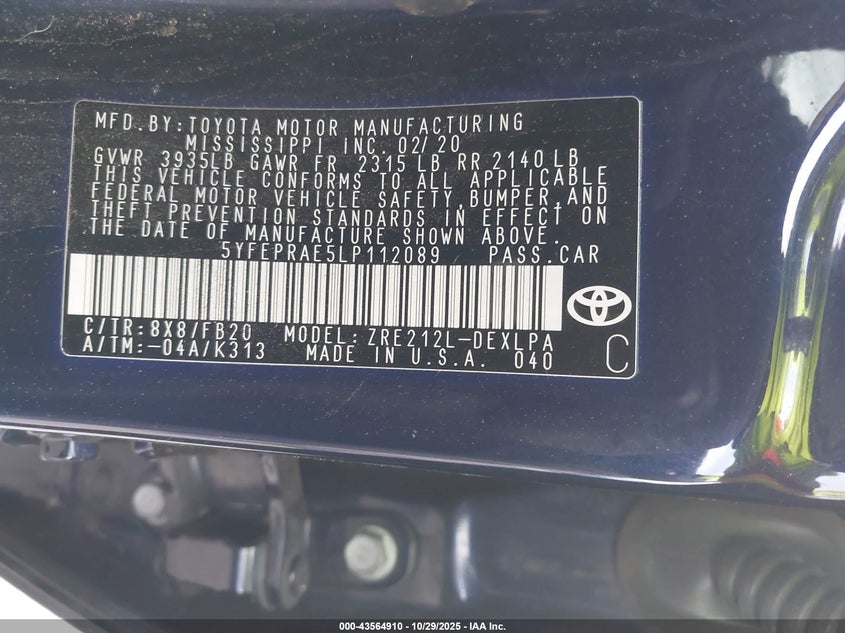 MFD.BY:TOYOTA MOTOR MANUFACTURING
MISSISSIPPI INC. 02/20
GVWR 3935LB GAWR FR 2315 LB RR 2140 LB
THIS VEHICLE CONFORMS TO ALL APPLICABLE
FEDERAL MOTOR VEHICLE SAFETY,BUMPER,AND
THEFT PREVENTION STANDARDS IN EFFECT ON
THE DATE OF MANUFACTURE SHOWN ABOVE.
5YFEPRAE5LP112089 PASS.CAR
C/TR:8X8/FB20 MODEL:ZRE212L-DEXLPA
A/TM:-04A/K313 MADE IN U.S.A. 040 C
000-43564910 | 10/29/2025 - IAA Inc.